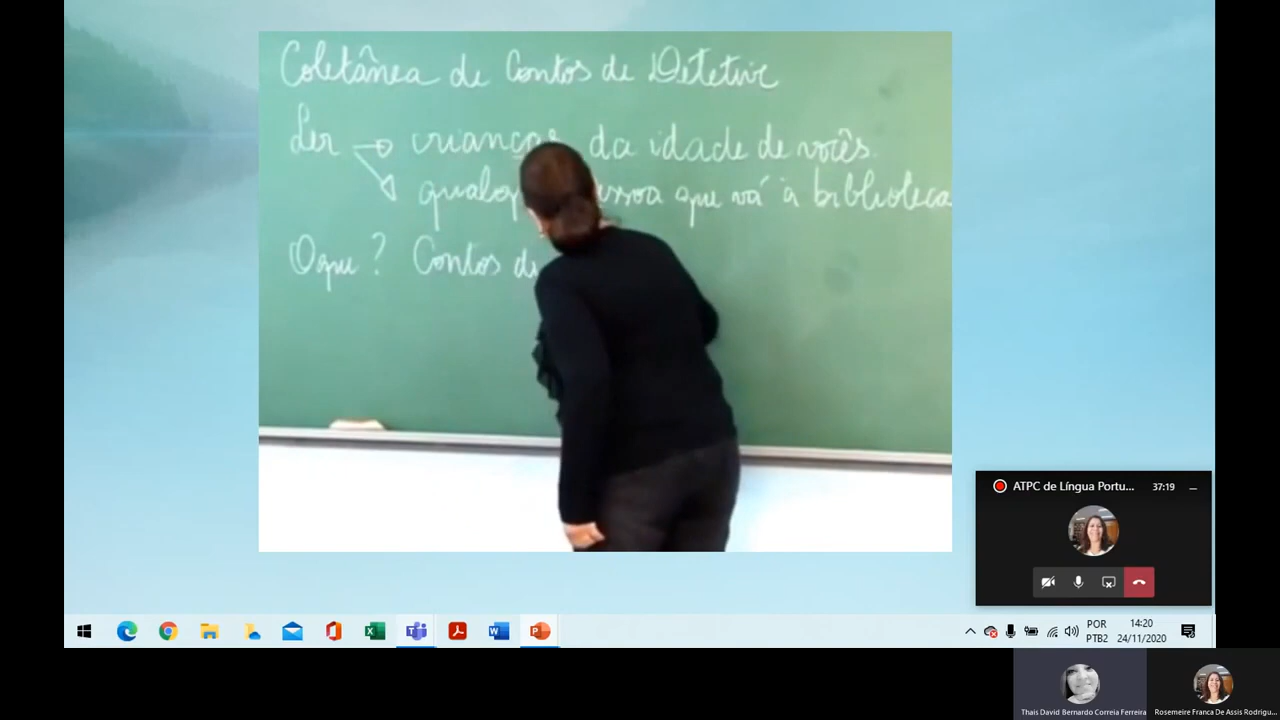 Coletânea de Contos de Detetive
Ler → crianças da idade de vocês.
que vá à biblioteca
O que? Contos de
ATPC de Língua Portu... 37:19
POR 14:20
PTB2 24/11/2020
Thais David Bernardo Correia Ferreira
Rosemeire Franca De Assis Rodrigu...